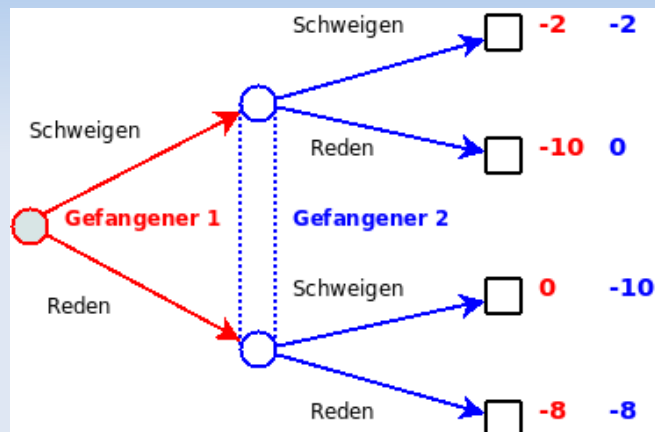 Schweigen -2 -2
Schweigen
Reden -10 0
Gefangener 1 Gefangener 2
Schweigen 0 -10
Reden
Reden -8 -8